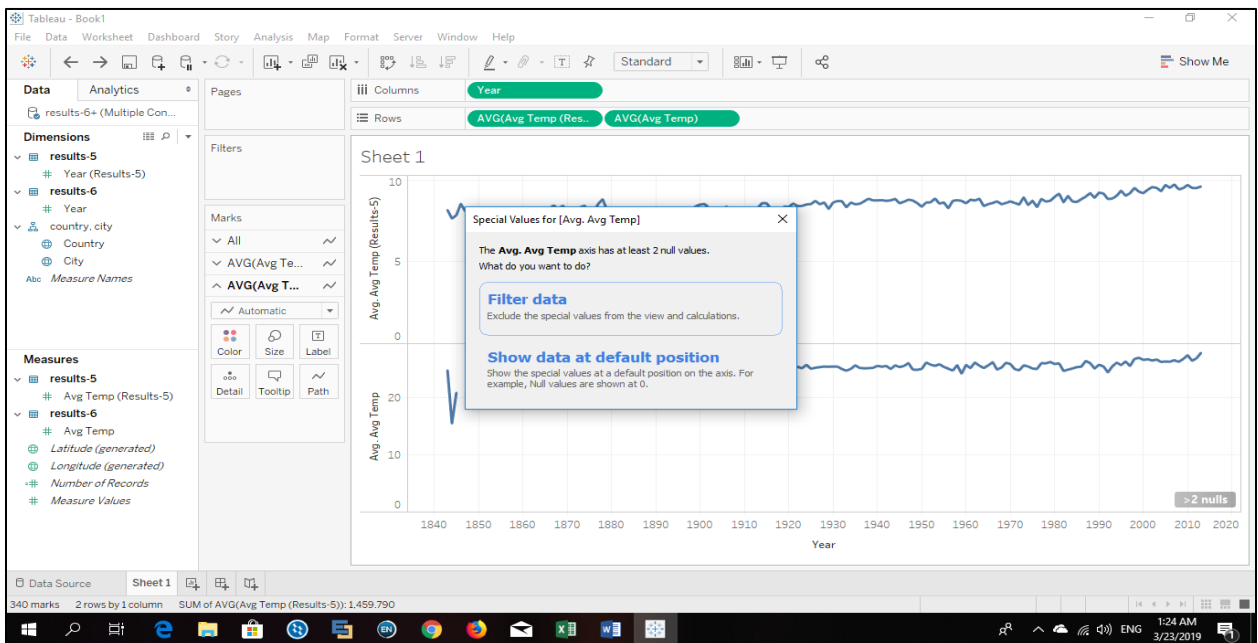 Tableau - Book1
File Data Worksheet Dashboard Story Analysis Map Format Server Window Help
Standard
Show Me
Data Analytics
results-6+ (Multiple Con...
Dimensions
results-5
Year (Results-5)
results-6
Year
country, city
Country
City
Abc Measure Names
Measures
results-5
Avg Temp (Results-5)
results-6
Avg Temp
Latitude (generated)
Longitude (generated)
Number of Records
Measure Values
Pages
Filters
Marks
All
AVG(Avg Te...
AVG(Avg T...
Automatic
Color Size Label
Detail Tooltip Path
Columns
Year
Rows
AVG(Avg Temp (Res.. AVG(Avg Temp)
Sheet 1
Avg. Avg Temp (Results-5)
10
5
0
Avg. Avg Temp
20
10
0
1840 1850 1860 1870 1880 1890 1900 1910 1920 1930 1940 1950 1960 1970 1980 1990 2000 2010 2020
Year
>2 nulls
Special Values for [Avg. Avg Temp]
The Avg. Avg Temp axis has at least 2 null values.
What do you want to do?
Filter data
Exclude the special values from the view and calculations.
Show data at default position
Show the special values at a default position on the axis. For
example, Null values are shown at 0.
Data Source Sheet 1
340 marks 2 rows by 1 column SUM of AVG(Avg Temp (Results-5)): 1,459.790
EN
ENG
1:24 AM
3/23/2019